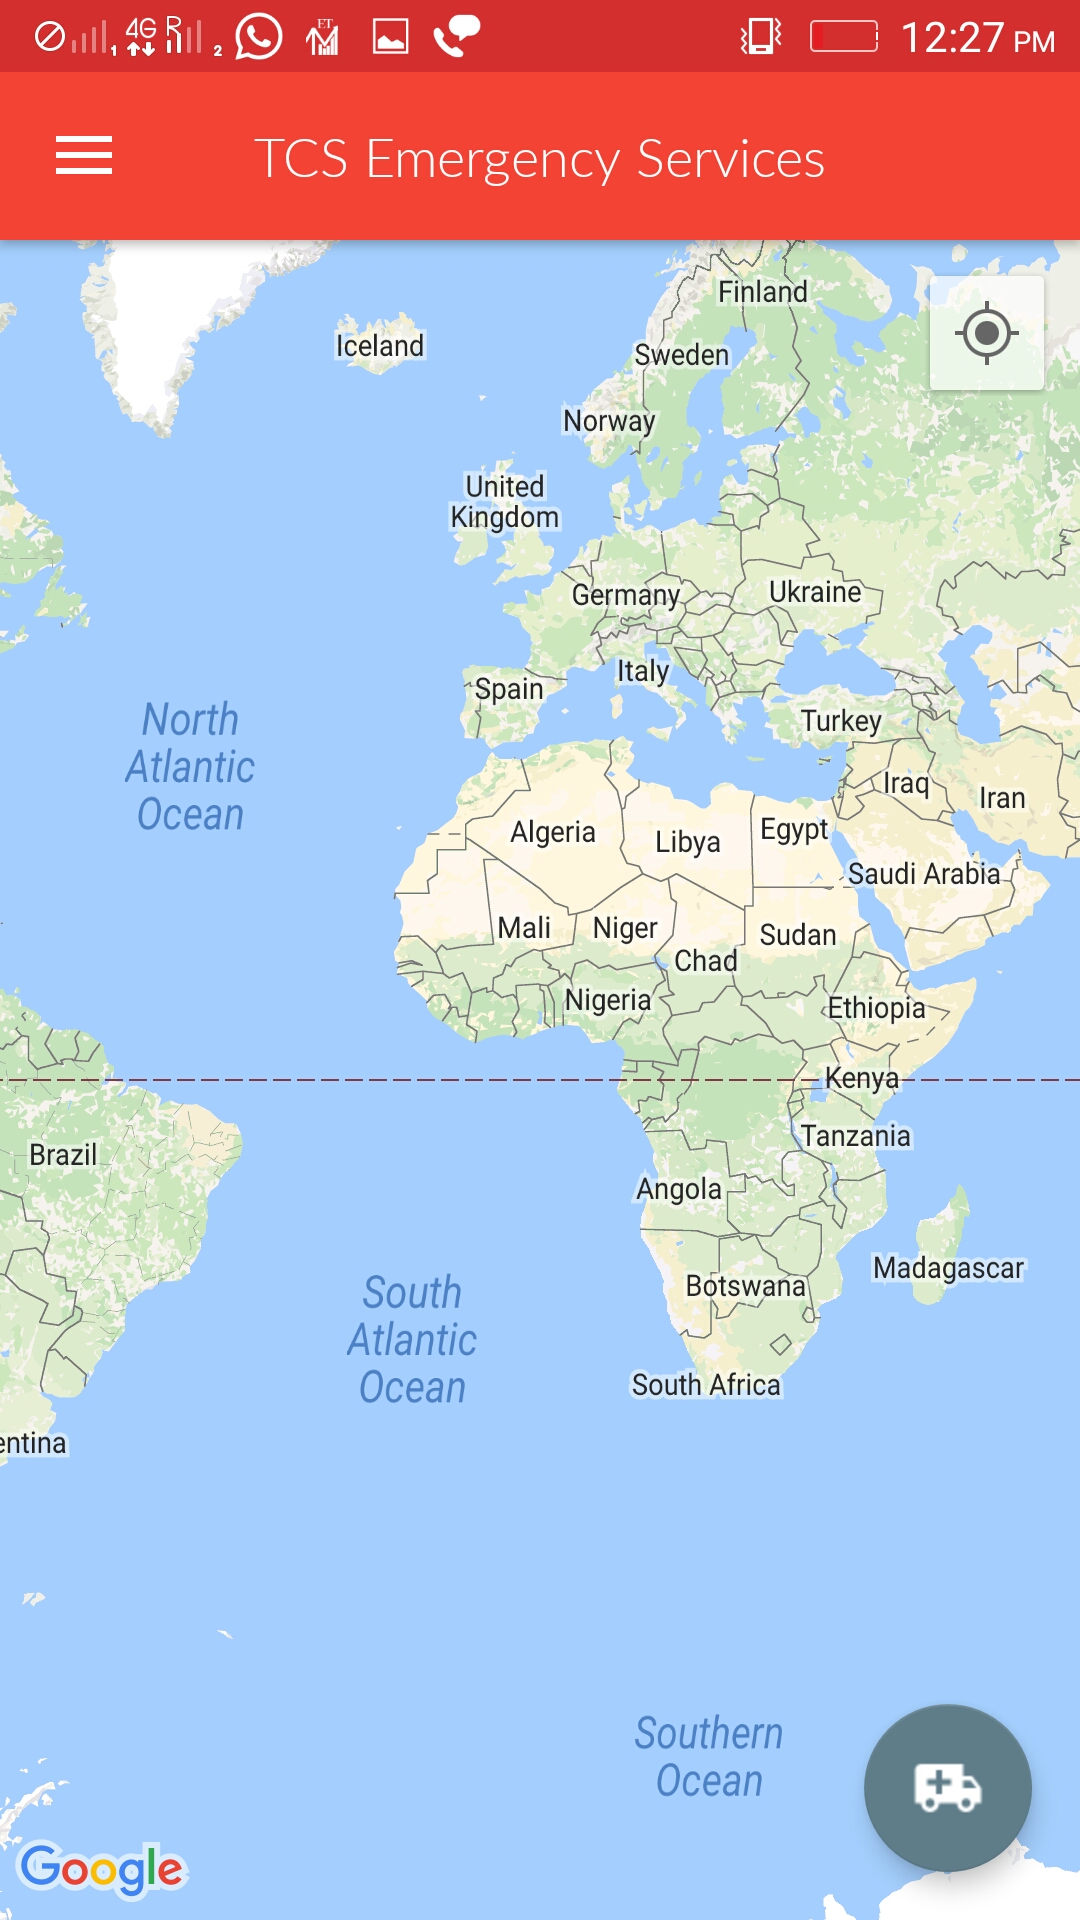 1 4G R 2 ET 12:27 PM
TCS Emergency Services
Finland
Iceland
Sweden
Norway
United
Kingdom
Germany
Ukraine
Italy
Spain
North
Atlantic
Ocean
Turkey
Iraq
Iran
Algeria
Libya
Egypt
Saudi Arabia
Mali
Niger
Sudan
Chad
Nigeria
Ethiopia
Kenya
Brazil
Tanzania
Angola
Madagascar
Botswana
South
Atlantic
Ocean
South Africa
entina
Southern
Ocean
Google